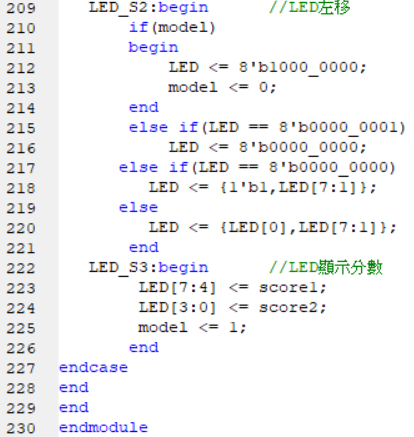 209 LED_S2:begin //LED左移
210 if(model)
211 begin
212 LED <= 8'b1000_0000;
213 model <= 0;
214 end
215 else if(LED == 8'b0000_0001)
216 LED <= 8'b0000_0000;
217 else if(LED == 8'b0000_0000)
218 LED <= {1'b1,LED[7:1]};
219 else
220 LED <= {LED[0],LED[7:1]};
221 end
222 LED_S3:begin //LED顯示分數
223 LED[7:4] <= score1;
224 LED[3:0] <= score2;
225 model <= 1;
226 end
227 endcase
228 end
229 end
230 endmodule